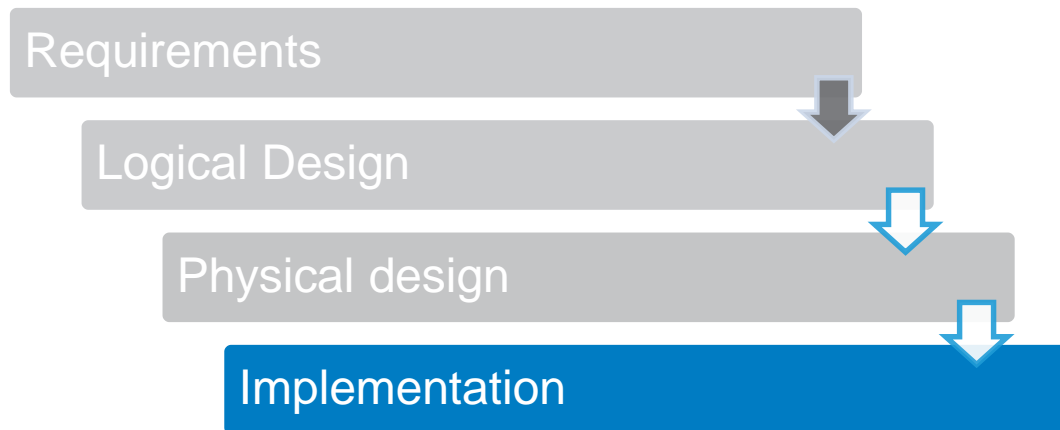 Requirements
Logical Design
Physical design
Implementation